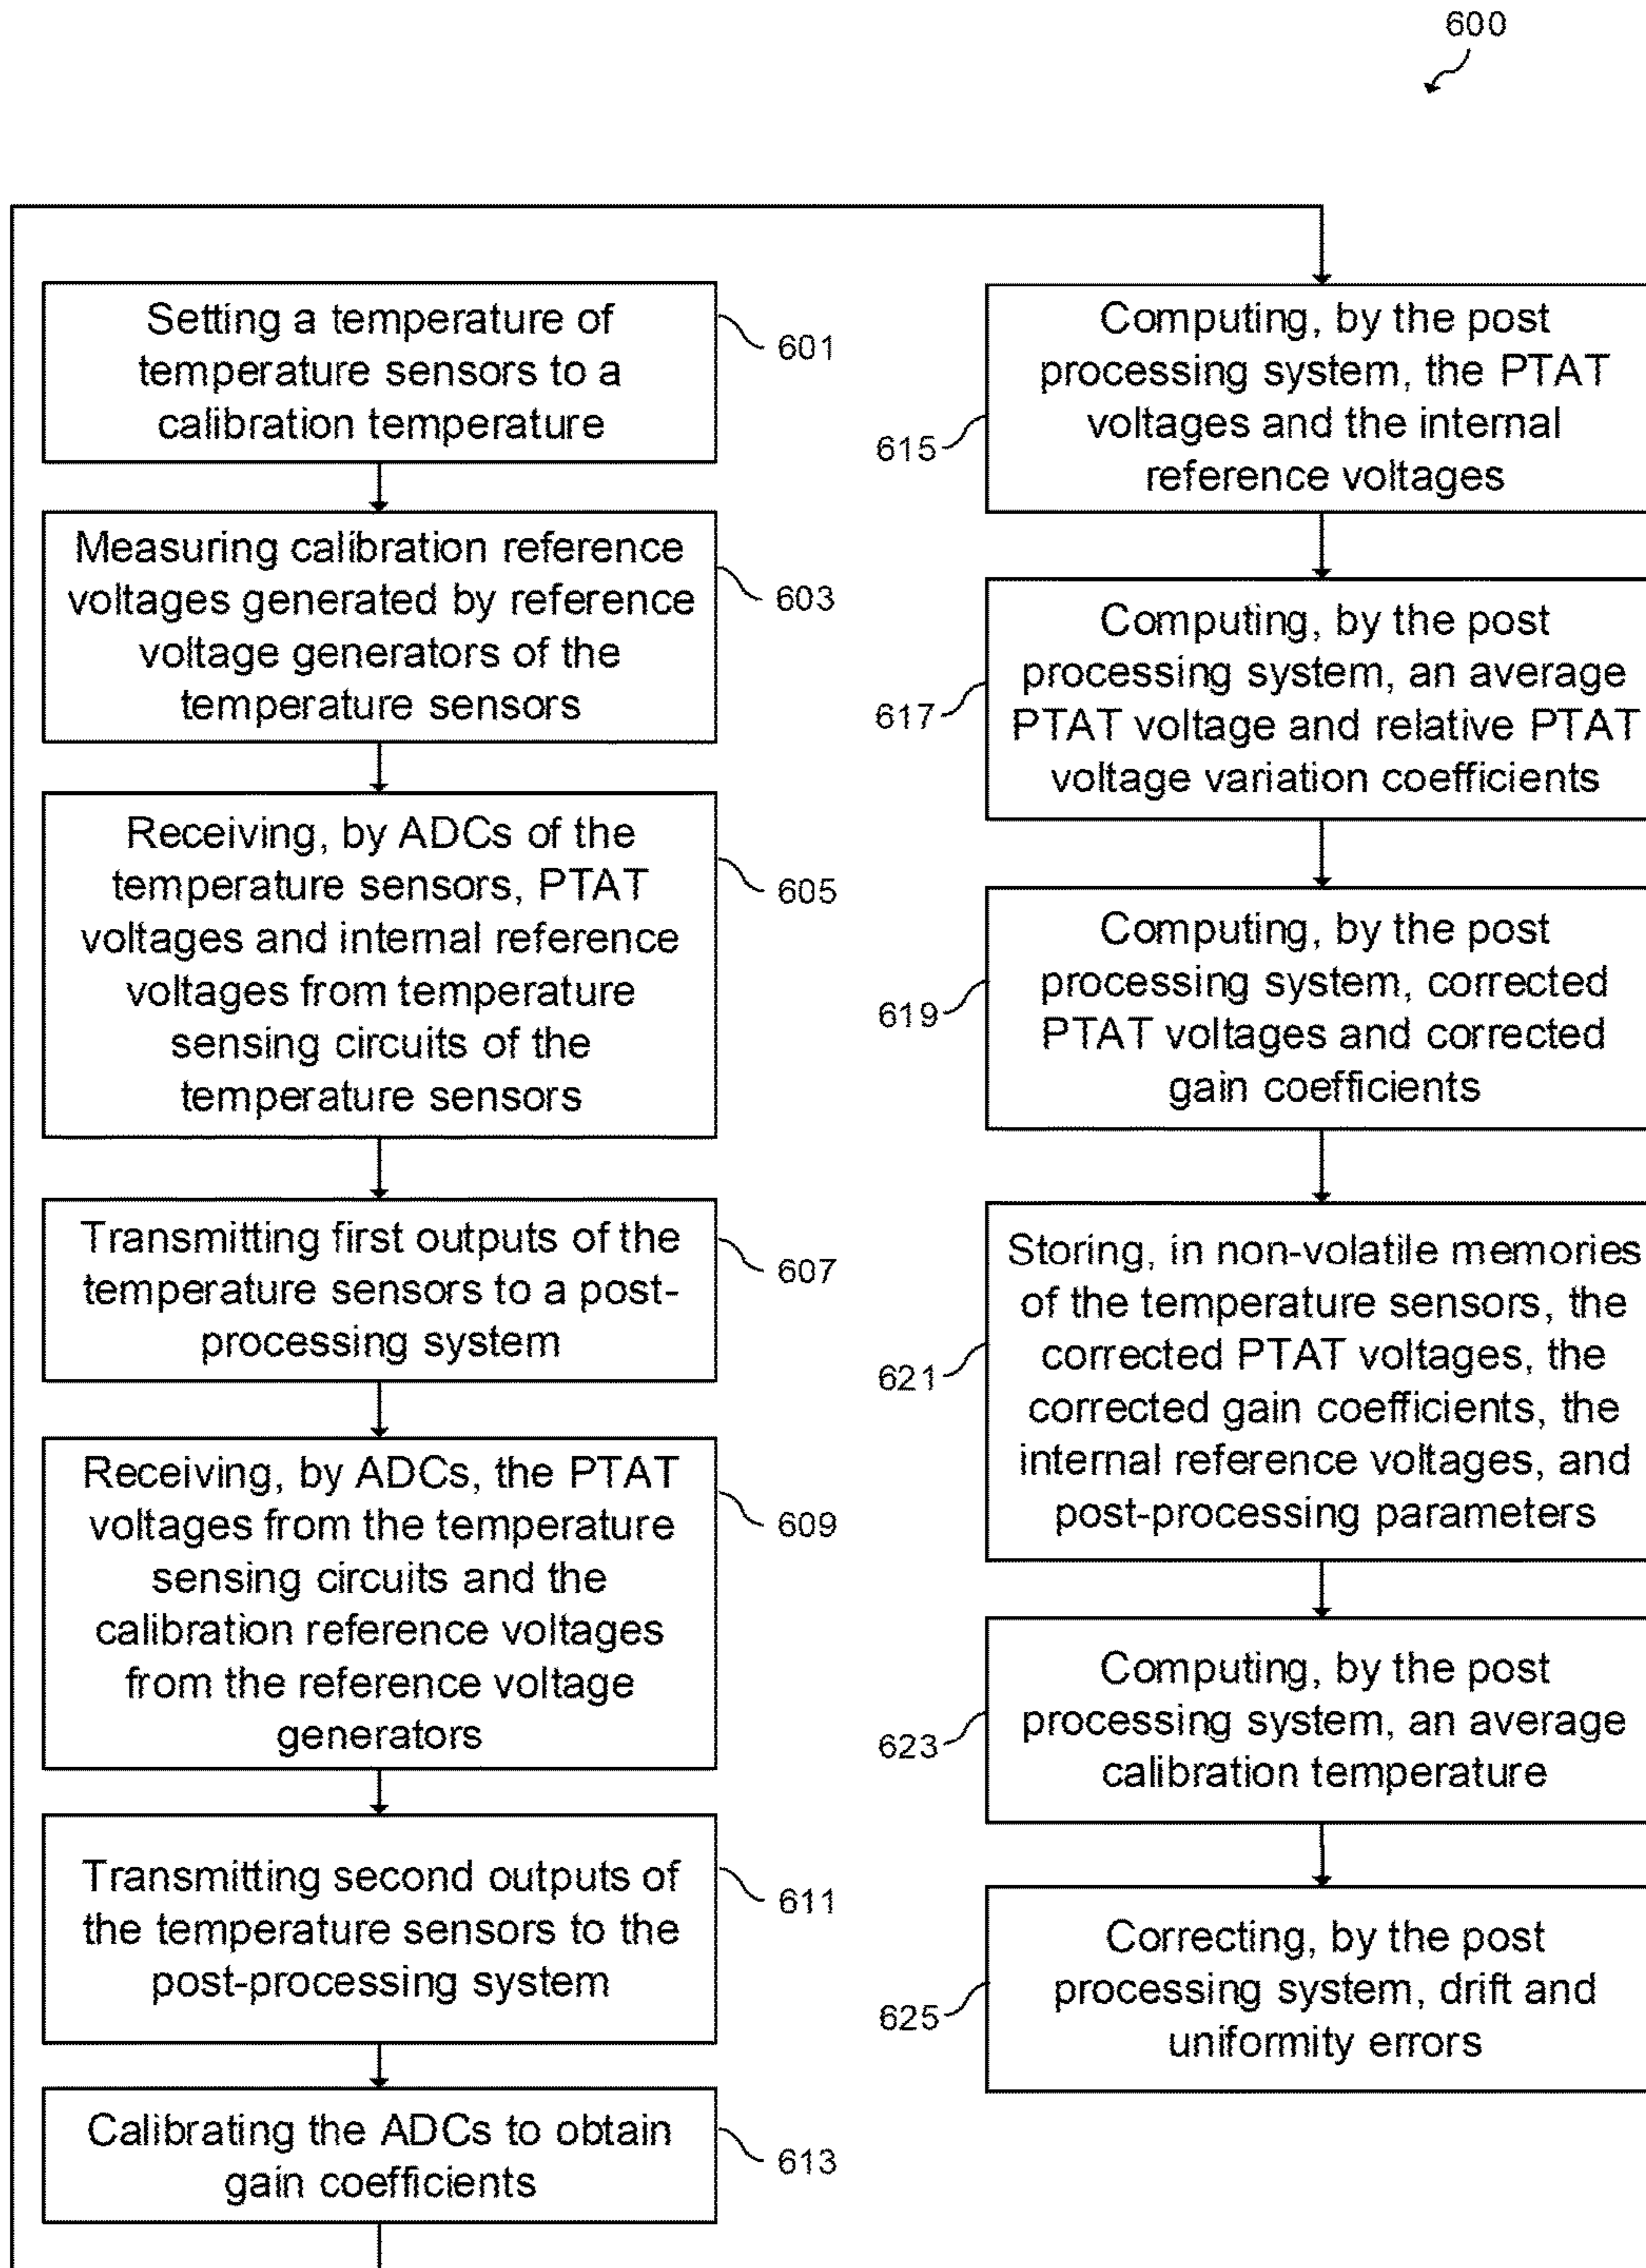 600
Setting a temperature of
temperature sensors to a
calibration temperature
601
Measuring calibration reference
voltages generated by reference
voltage generators of the
temperature sensors
603
Receiving, by ADCs of the
temperature sensors, PTAT
voltages and internal reference
voltages from temperature
sensing circuits of the
temperature sensors
605
Transmitting first outputs of the
temperature sensors to a post-
processing system
607
Receiving, by ADCs, the PTAT
voltages from the temperature
sensing circuits and the
calibration reference voltages
from the reference voltage
generators
609
Transmitting second outputs of
the temperature sensors to the
post-processing system
611
Calibrating the ADCs to obtain
gain coefficients
613
Computing, by the post
processing system, the PTAT
voltages and the internal
reference voltages
615
Computing, by the post
processing system, an average
PTAT voltage and relative PTAT
voltage variation coefficients
617
Computing, by the post
processing system, corrected
PTAT voltages and corrected
gain coefficients
619
Storing, in non-volatile memories
of the temperature sensors, the
corrected PTAT voltages, the
corrected gain coefficients, the
internal reference voltages, and
post-processing parameters
621
Computing, by the post
processing system, an average
calibration temperature
623
Correcting, by the post
processing system, drift and
uniformity errors
625